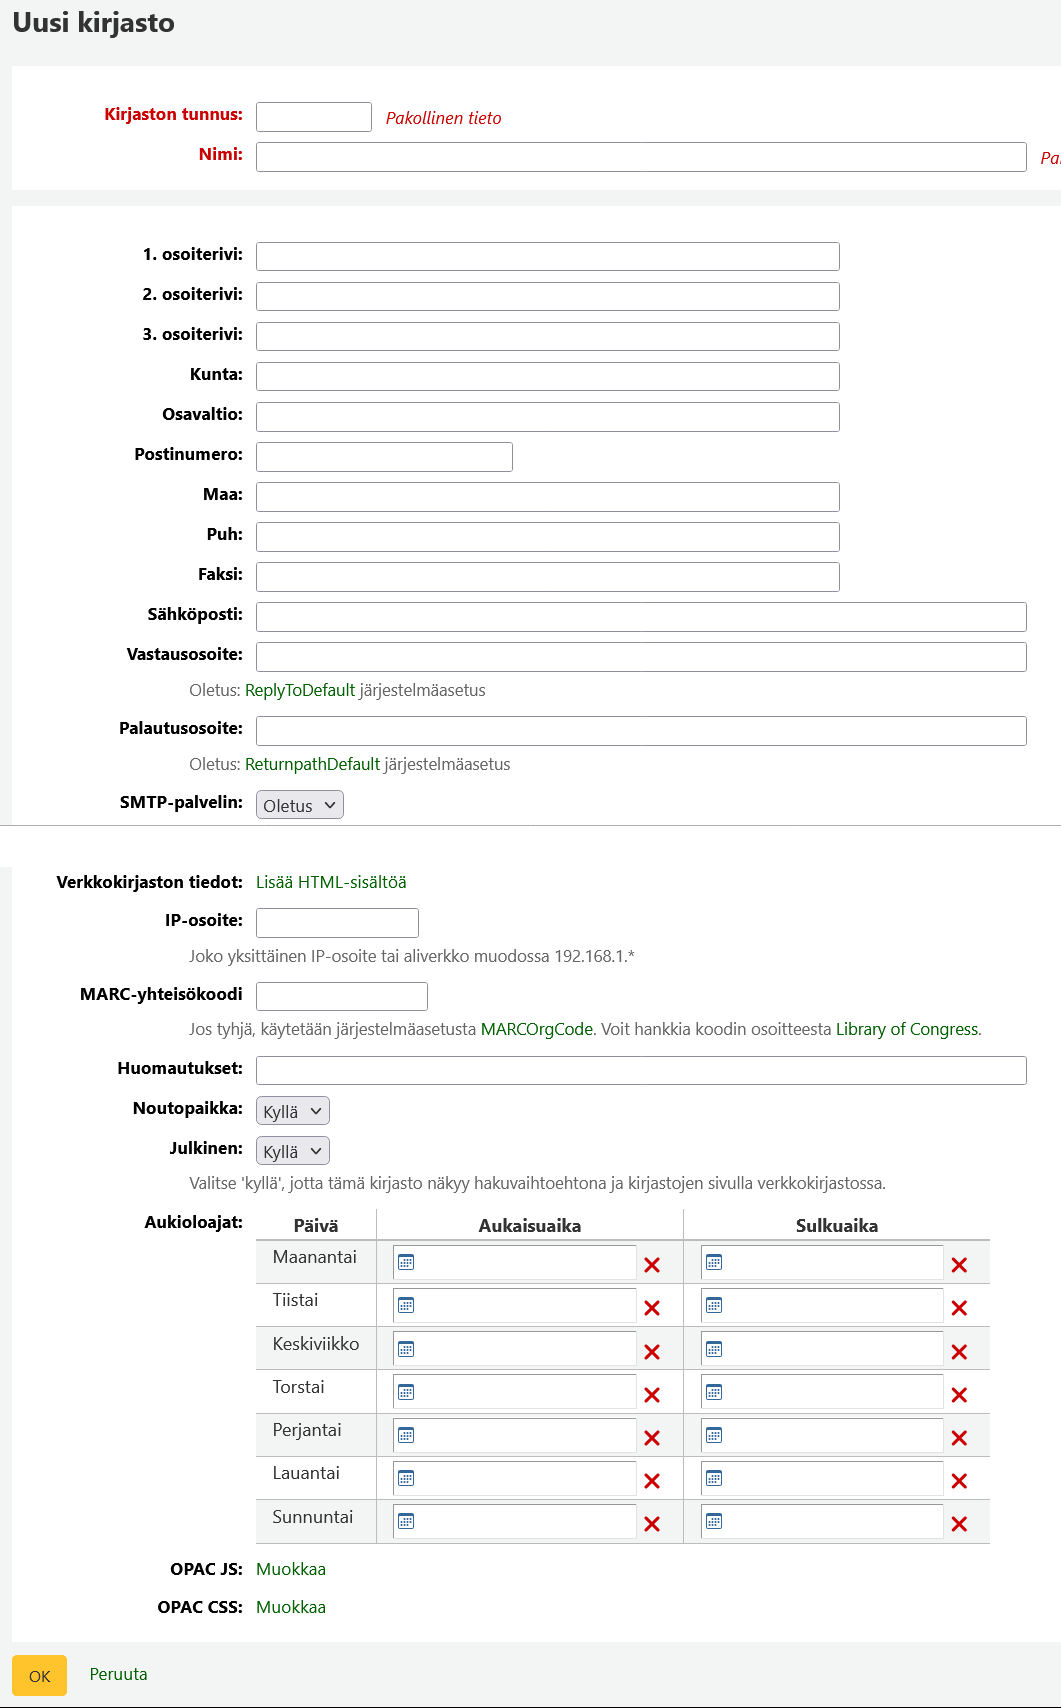 Uusi kirjasto
Kirjaston tunnus: Pakollinen tieto
Nimi:
1. osoiterivi:
2. osoiterivi:
3. osoiterivi:
Kunta:
Osavaltio:
Postinumero:
Maa:
Puh:
Faksi:
Sähköposti:
Vastausosoite:
Oletus: ReplyToDefault järjestelmäasetus
Palautusosoite:
Oletus: ReturnpathDefault järjestelmäasetus
SMTP-palvelin: Oletus
Verkkokirjaston tiedot: Lisää HTML-sisältöä
IP-osoite:
Joko yksittäinen IP-osoite tai aliverkko muodossa 192.168.1.*
MARC-yhteisökoodi
Jos tyhjä, käytetään järjestelmäasetusta MARCOrgCode. Voit hankkia koodin osoitteesta Library of Congress.
Huomautukset:
Noutopaikka: Kyllä
Julkinen: Kyllä
Valitse 'kyllä', jotta tämä kirjasto näkyy hakuvaihtoehtona ja kirjastojen sivulla verkkokirjastossa.
Aukioloajat: Päivä Aukaisuaika Sulkuaika
Maanantai
Tiistai
Keskiviikko
Torstai
Perjantai
Lauantai
Sunnuntai
OPAC JS: Muokkaa
OPAC CSS: Muokkaa
OK Peruuta